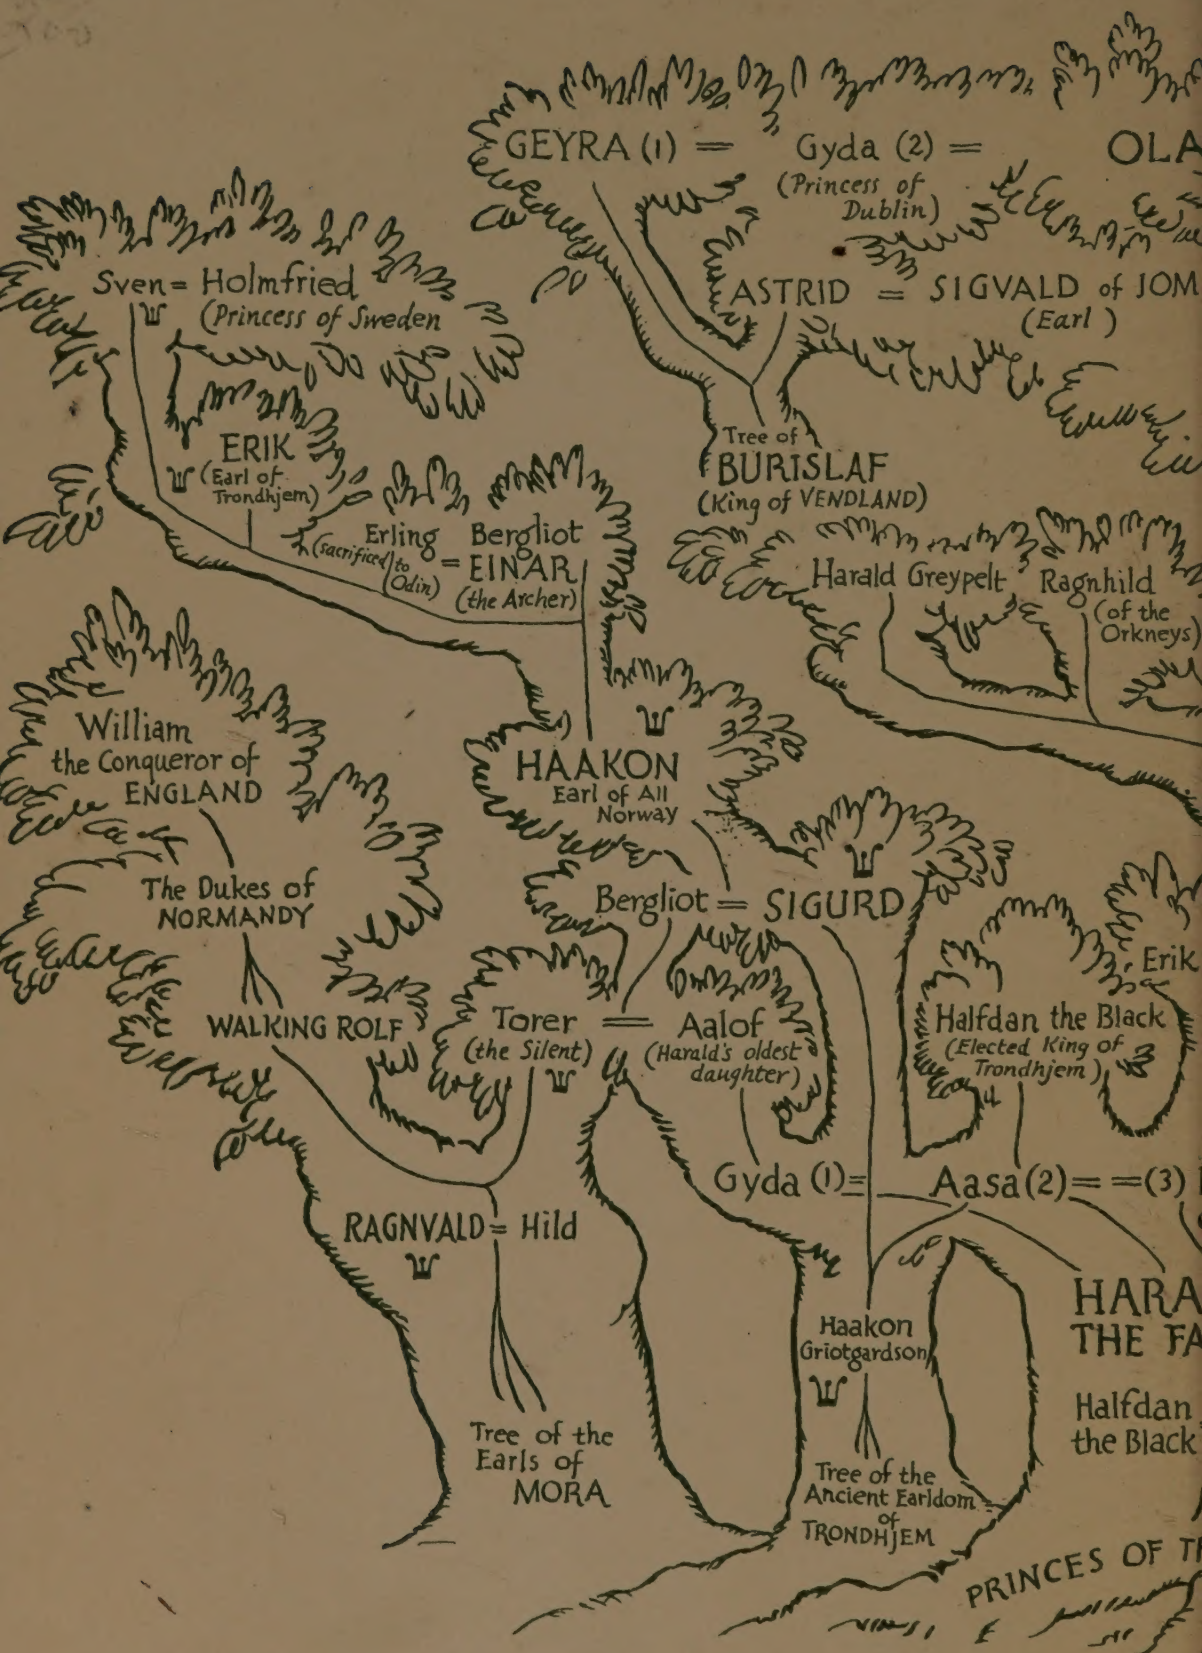 GEYRA (1) = Gyda (2) = OLA
(Princess of
Dublin)
Sven = Holmfried
(Princess of Sweden
ASTRID = SIGVALD of JOM
(Earl)
ERIK
(Earl of
Trondhjem)
Tree of
BURISLAF
(King of VENDLAND)
Erling
(sacrificed to
Odin)
Bergliot
= EINAR
(the Archer)
Harald Greypelt
Ragnhild
(of the
Orkneys)
William
the Conqueror of
ENGLAND
HAAKON
Earl of All
Norway
The Dukes of
NORMANDY
Bergliot = SIGURD
Erik
WALKING ROLF
Torer = Aalof
(the Silent)
(Harald's oldest
daughter)
Halfdan the Black
(Elected King of
Trondhjem)
Gyda (1) = Aasa (2) = = (3)
RAGNVALD = Hild
HARA
THE FA
Haakon
Griotgardson
Halfdan
the Black
Tree of the
Earls of
MORA
Tree of the
Ancient Earldom
of
TRONDHJEM
PRINCES OF TH